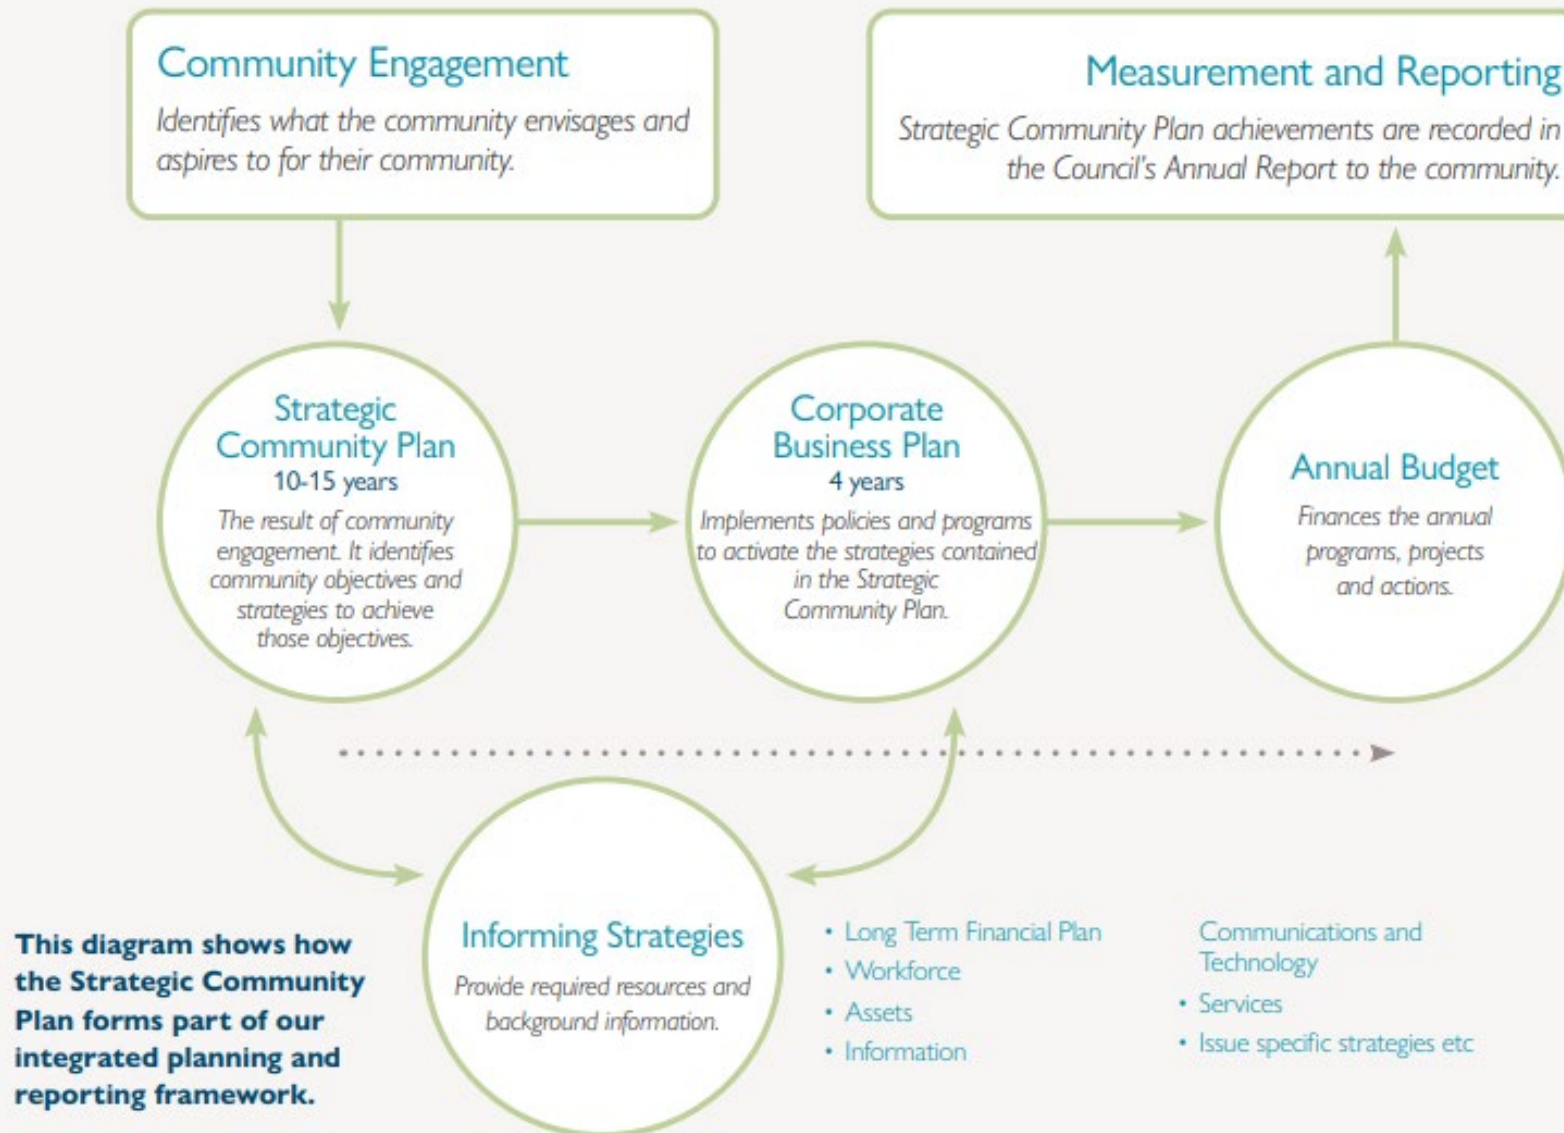 Community Engagement
Identifies what the community envisages and
aspires to for their community.
Measurement and Reporting
Strategic Community Plan achievements are recorded in
the Council's Annual Report to the community.
Strategic
Community Plan
10-15 years
The result of community
engagement. It identifies
community objectives and
strategies to achieve
those objectives.
Corporate
Business Plan
4 years
Implements policies and programs
to activate the strategies contained
in the Strategic
Community Plan.
Annual Budget
Finances the annual
programs, projects
and actions.
Informing Strategies
Provide required resources and
background information.
• Long Term Financial Plan
• Workforce
• Assets
• Information
Communications and
Technology
• Services
• Issue specific strategies etc
This diagram shows how
the Strategic Community
Plan forms part of our
integrated planning and
reporting framework.